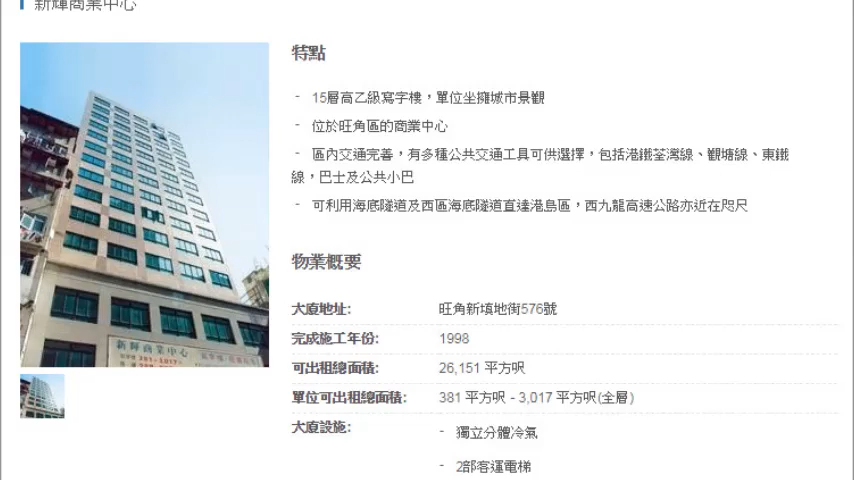 新輝商業中心
特點
- 15層高乙級寫字樓，單位坐擁城市景觀
- 位於旺角區的商業中心
- 區內交通完善，有多種公共交通工具可供選擇，包括港鐵荃灣線、觀塘線、東鐵
線，巴士及公共小巴
- 可利用海底隧道及西區海底隧道直達港島區，西九龍高速公路亦近在咫尺
物業概要
大廈地址: 旺角新填地街576號
完成施工年份: 1998
可出租總面積: 26,151 平方呎
單位可出租總面積: 381 平方呎 - 3,017 平方呎(全層)
大廈設施: - 獨立分體冷氣
- 2部客運電梯
新輝商業中心